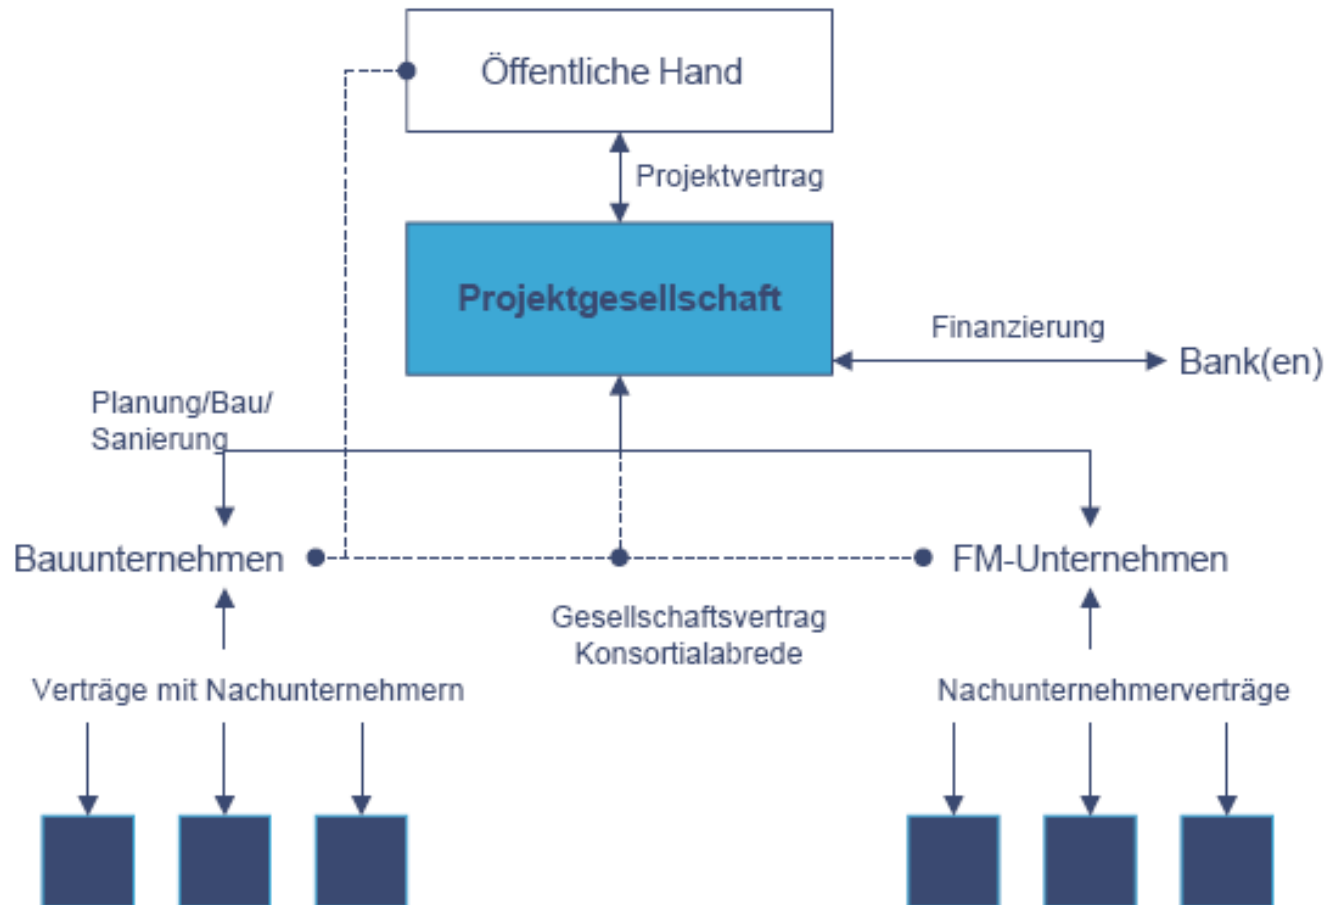 Öffentliche Hand
Projektvertrag
Projektgesellschaft
Finanzierung
Bank(en)
Planung/Bau/
Sanierung
Bauunternehmen
FM-Unternehmen
Gesellschaftsvertrag
Konsortialabrede
Verträge mit Nachunternehmern
Nachunternehmerverträge